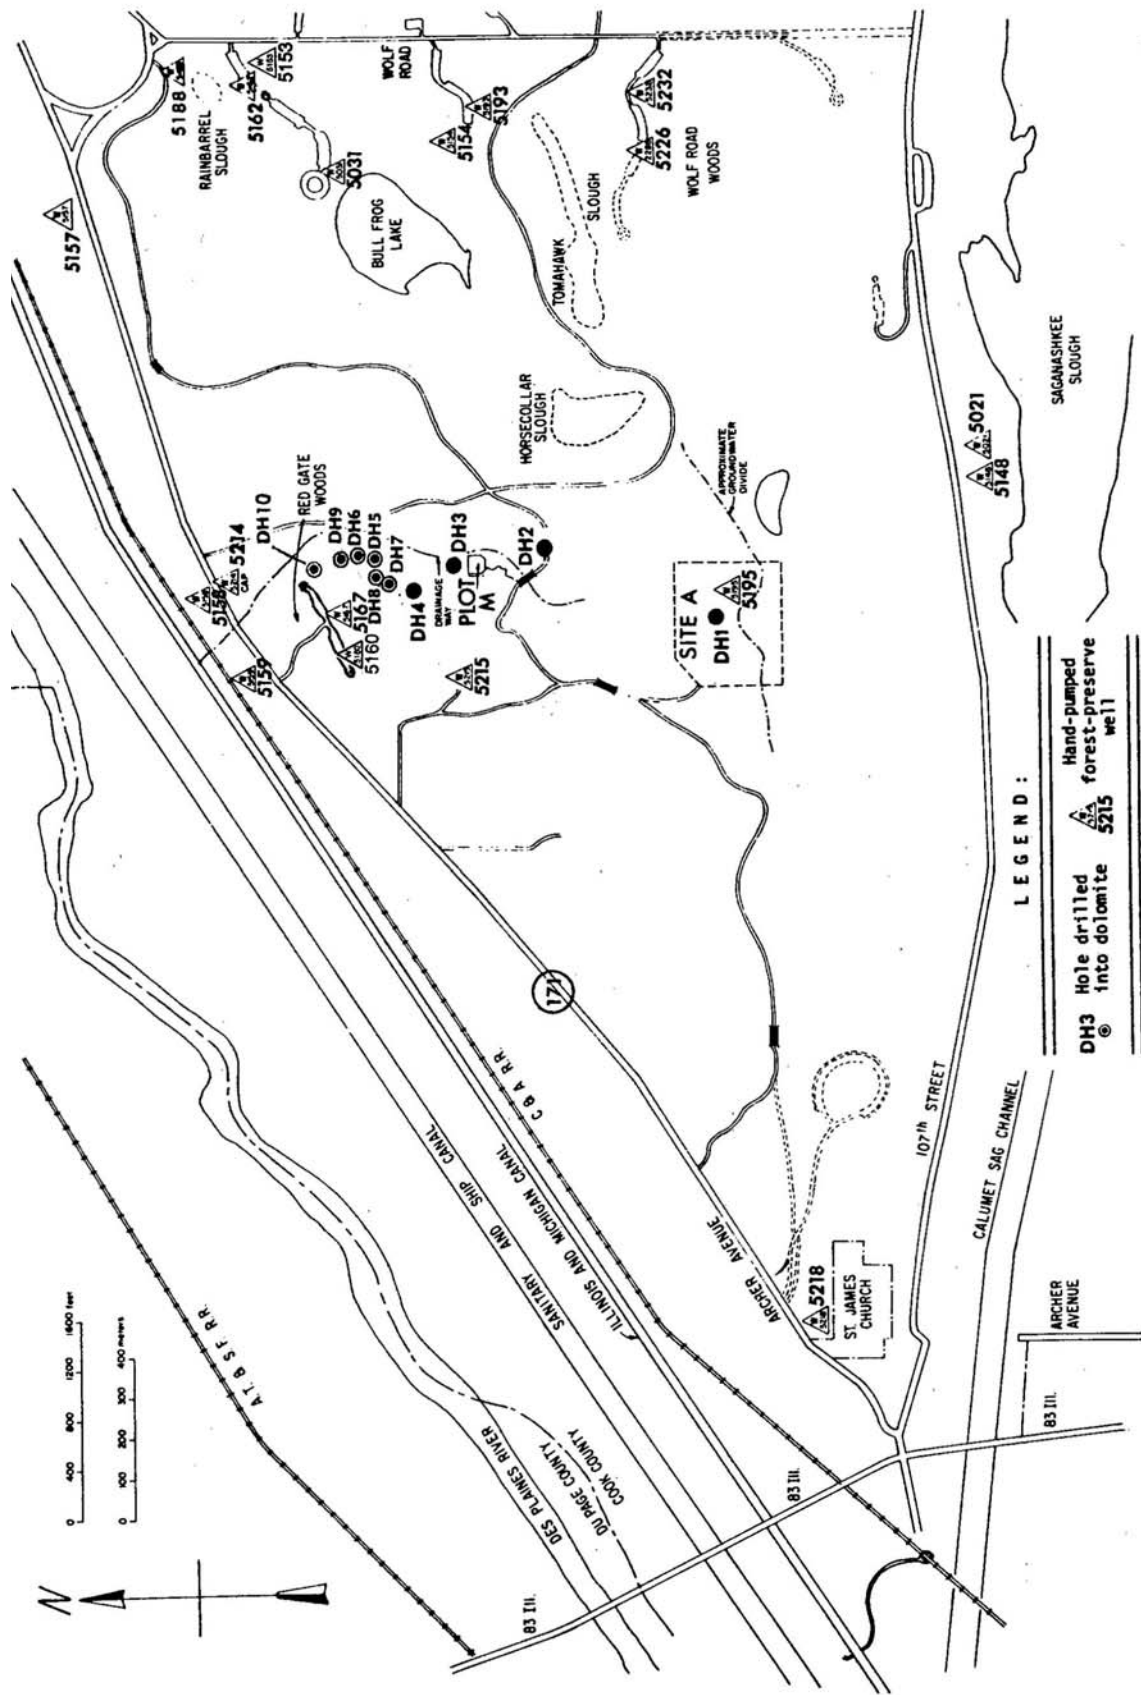 N
0 400 800 1200 1600 feet
0 100 200 300 400 meters
A.T. & S.F. R.R.
DES PLAINES RIVER
DU PAGE COUNTY
COOK COUNTY
SANITARY AND SHIP CANAL
ILLINOIS AND MICHIGAN CANAL
C & A R.R.
83 Ill.
83 Ill.
83 Ill.
ARCHER AVENUE
171
ARCHER
AVENUE
5218
ST. JAMES
CHURCH
107th STREET
CALUMET SAG CHANNEL
5157
5188
RAINBARREL
SLOUGH
5162
5153
5031
BULL FROG
LAKE
WOLF
ROAD
5154
5193
TOMAHAWK
SLOUGH
5226
5232
WOLF ROAD
WOODS
HORSECOLLAR
SLOUGH
APPROXIMATE
GROUNDWATER
DIVIDE
SAGANASHKEE
SLOUGH
5148
5021
5158
5214
CAP
5159
DH10
RED GATE
WOODS
DH9
DH6
DH5
DH7
DH8
5167
5160
DH4
DRAINAGE
WAY
DH3
PLOT
M
DH2
5215
SITE A
DH1
5195
LEGEND:
DH3 Hole drilled
into dolomite
5215
Hand-pumped
forest-preserve
well